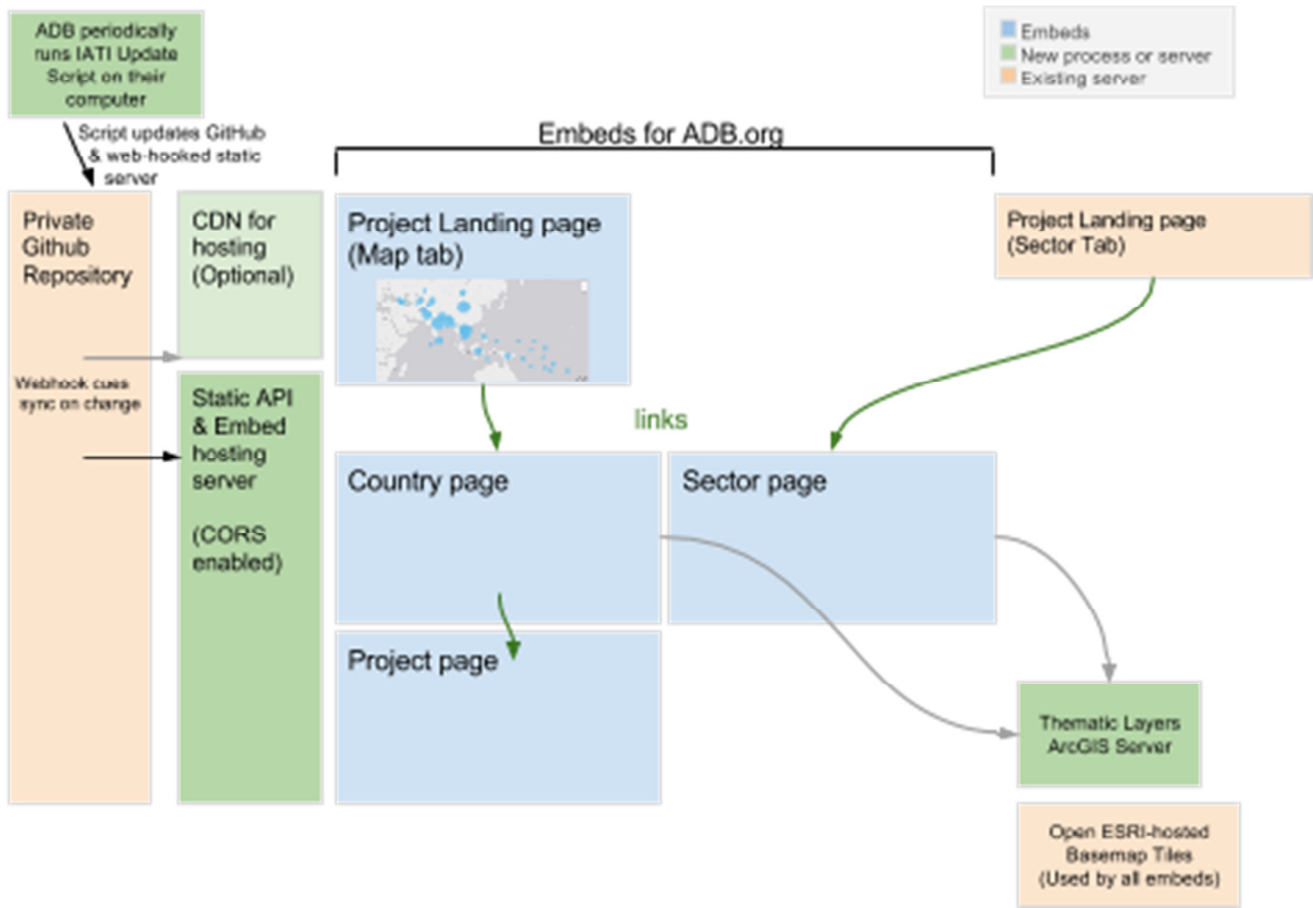 ADB periodically
runs IATI Update
Script on their
computer
Embeds
New process or server
Existing server
Script updates GitHub
& web-hooked static
server
Embeds for ADB.org
Private
Github
Repository
CDN for
hosting
(Optional)
Project Landing page
(Map tab)
Project Landing page
(Sector Tab)
Webhook cues
sync on change
Static API
& Embed
hosting
server
(CORS
enabled)
links
Country page
Sector page
Project page
Thematic Layers
ArcGIS Server
Open ESRI-hosted
Basemap Tiles
(Used by all embeds)